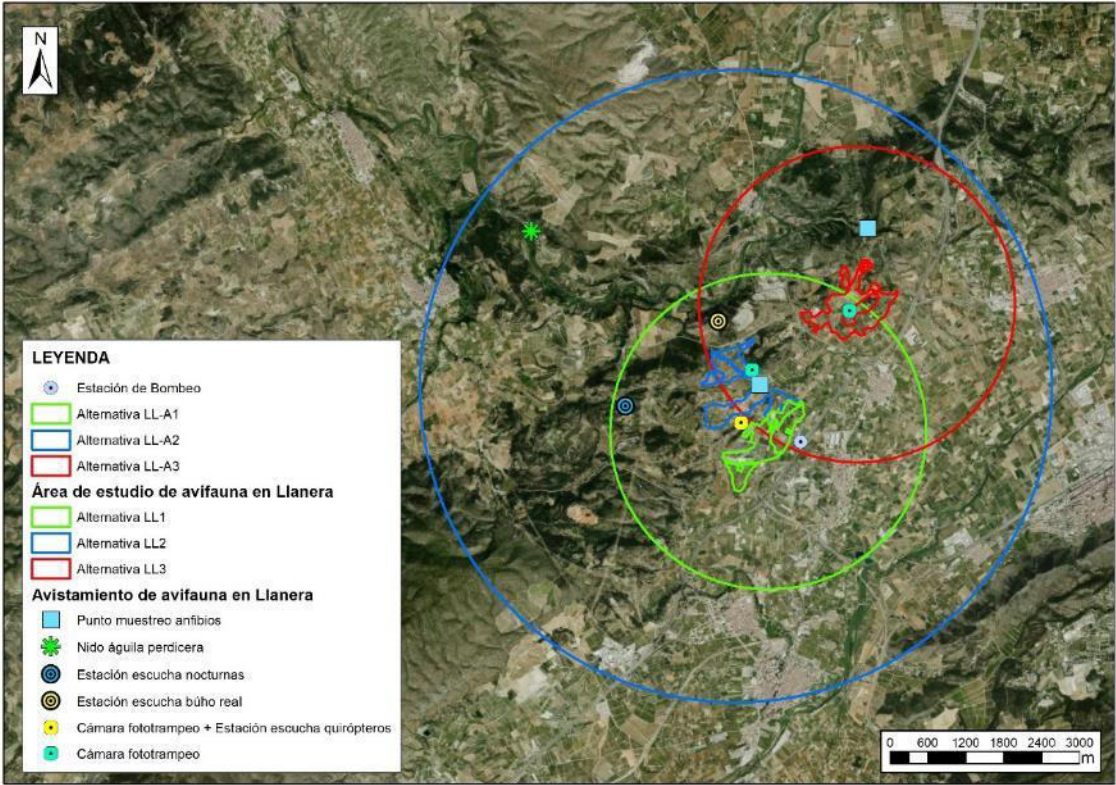 N
LEYENDA
Estación de Bombeo
Alternativa LL-A1
Alternativa LL-A2
Alternativa LL-A3
Área de estudio de avifauna en Llanera
Alternativa LL1
Alternativa LL2
Alternativa LL3
Avistamiento de avifauna en Llanera
Punto muestreo anfibios
Nido águila perdicera
Estación escucha nocturnas
Estación escucha búho real
Cámara fototrampeo + Estación escucha quirópteros
Cámara fototrampeo
0 600 1200 1800 2400 3000
m